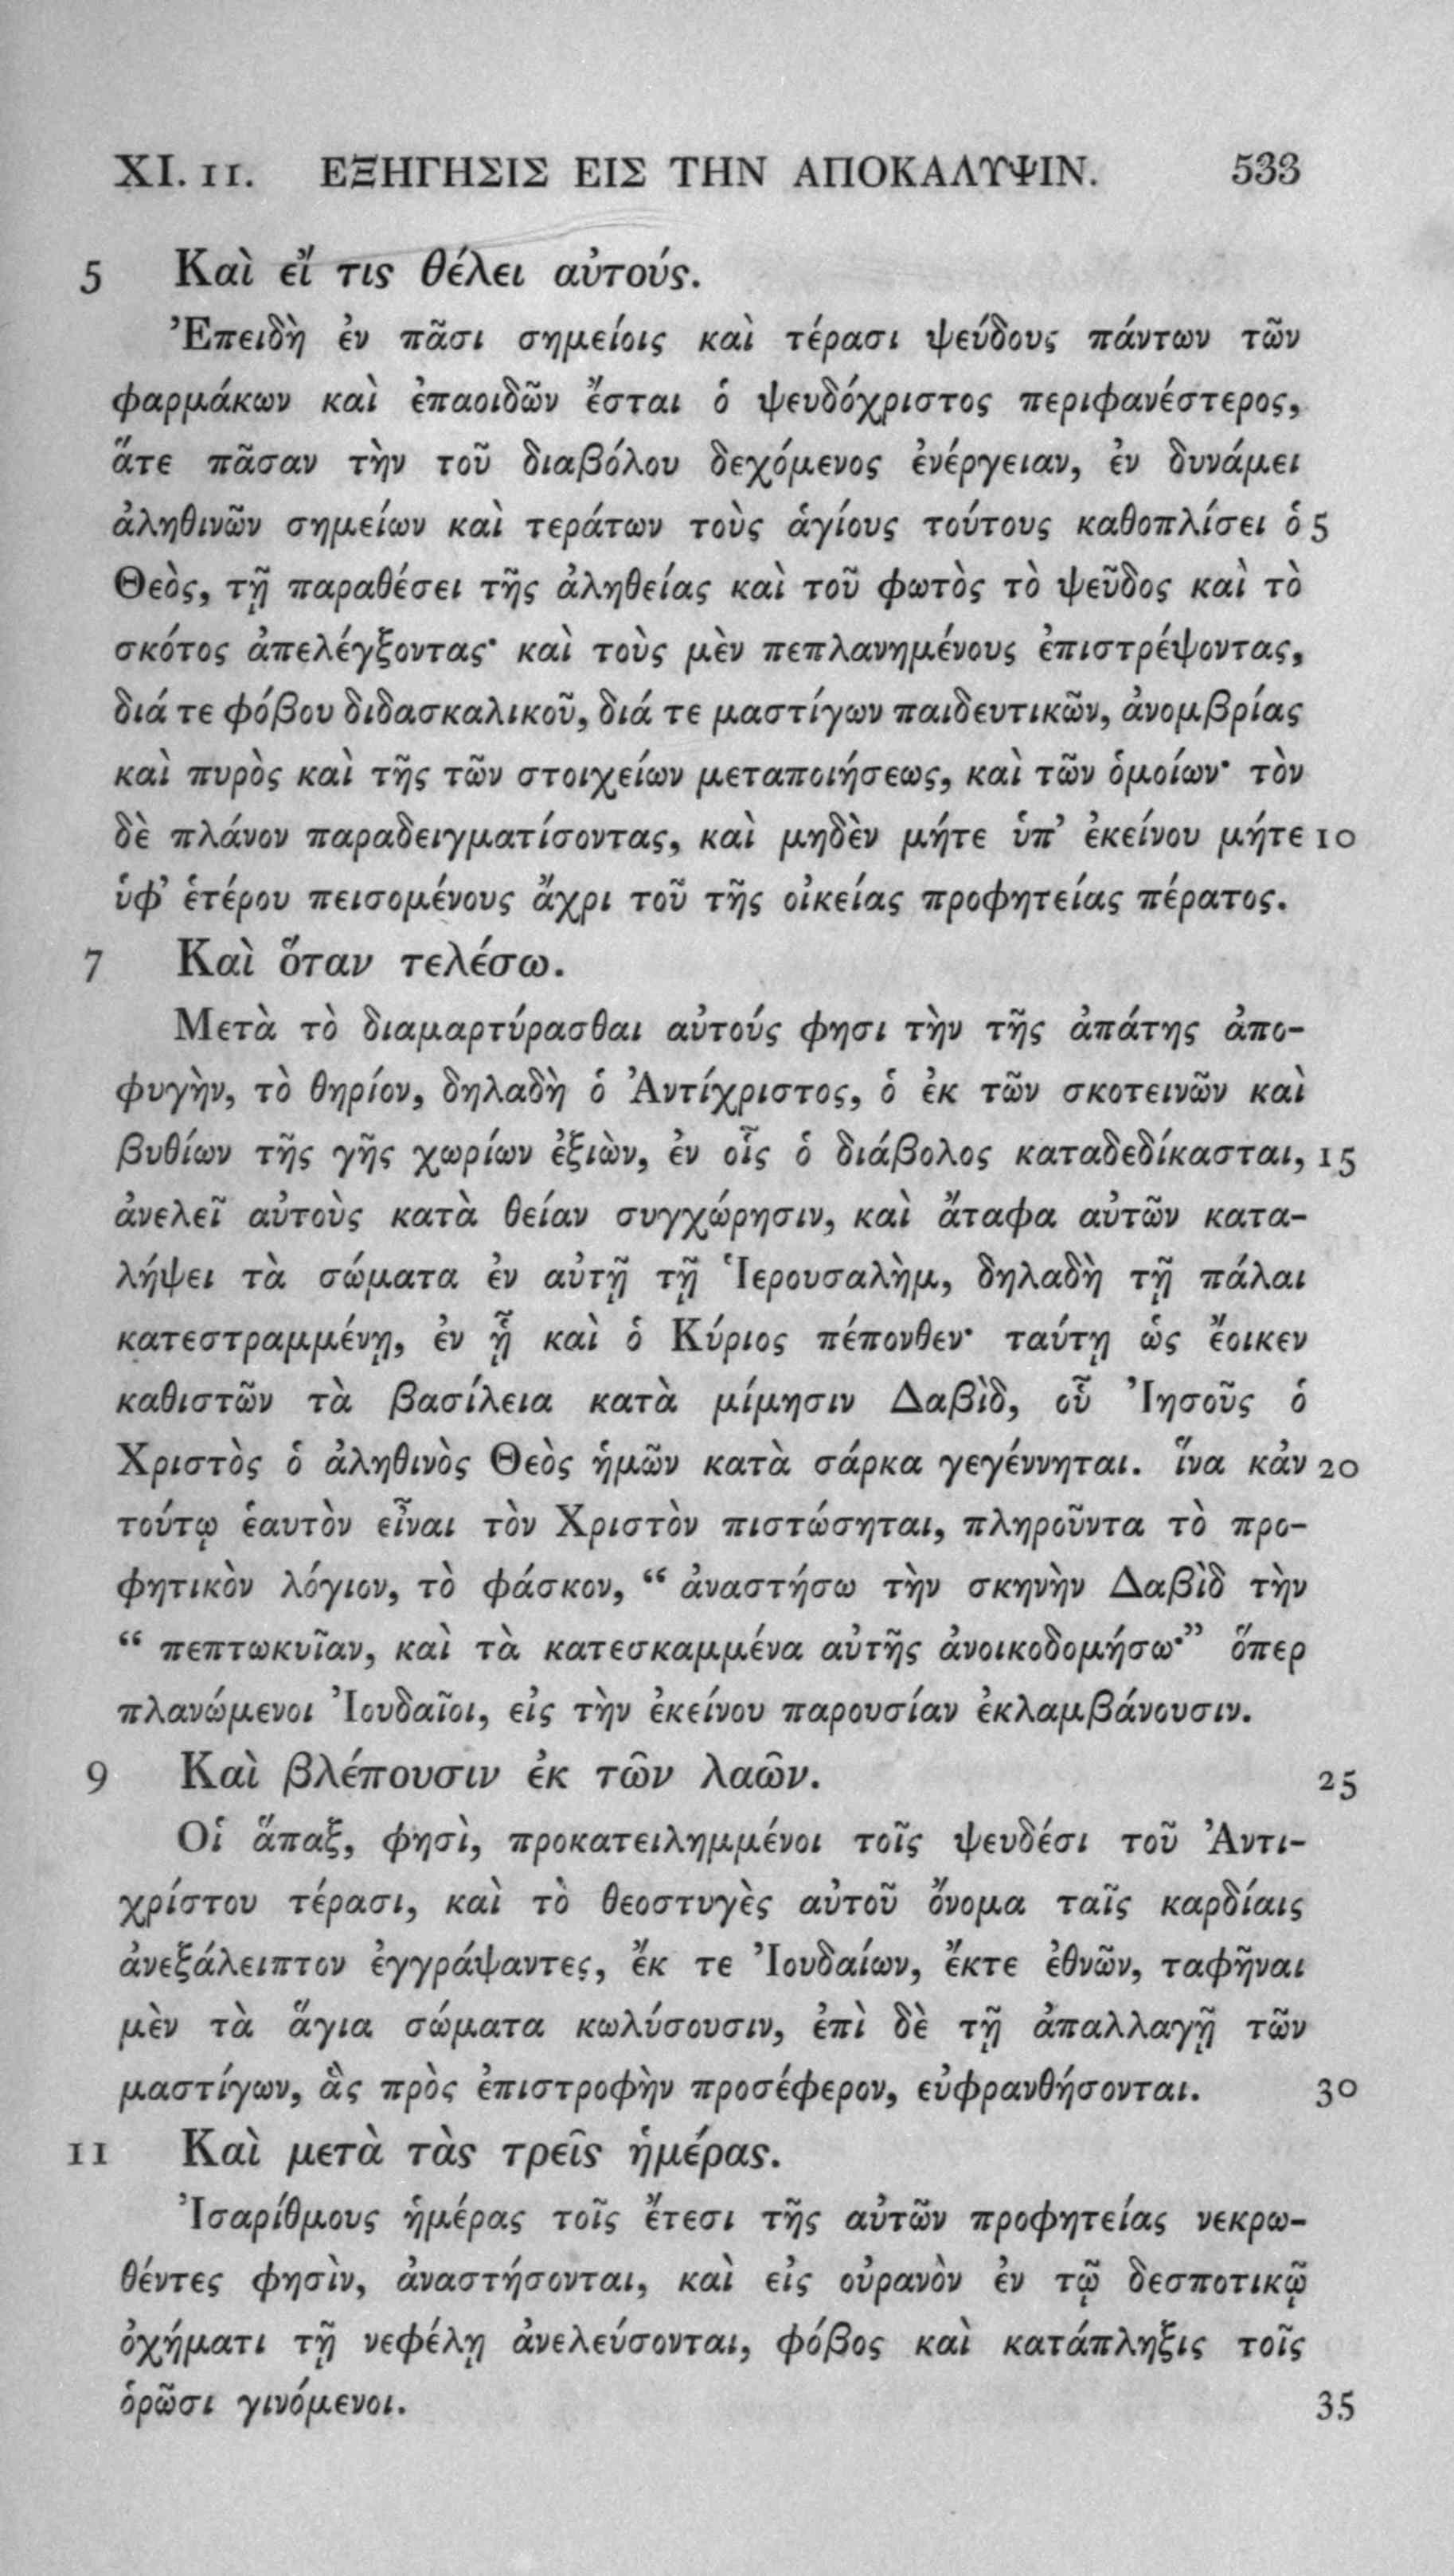 XI. 11. ΕΞΗΓΗΣΙΣ ΕΙΣ ΤΗΝ ΑΠΟΚΑΛΥΨΙΝ. 533
5 Καὶ εἴ τις θέλει αὐτούς.
Ἐπειδὴ ἐν πᾶσι σημείοις καὶ τέρασι ψεύδους πάντων τῶν
φαρμάκων καὶ ἐπαοιδῶν ἔσται ὁ ψευδόχριστος περιφανέστερος,
ἅτε πᾶσαν τὴν τοῦ διαβόλου δεχόμενος ἐνέργειαν, ἐν δυνάμει
ἀληθινῶν σημείων καὶ τεράτων τοὺς ἁγίους τούτους καθοπλίσει ὁ 5
Θεὸς, τῇ παραθέσει τῆς ἀληθείας καὶ τοῦ φωτὸς τὸ ψεῦδος καὶ τὸ
σκότος ἀπελέγξοντας· καὶ τοὺς μὲν πεπλανημένους ἐπιστρέψοντας,
διά τε φόβου διδασκαλικοῦ, διά τε μαστίγων παιδευτικῶν, ἀνομβρίας
καὶ πυρὸς καὶ τῆς τῶν στοιχείων μεταποιήσεως, καὶ τῶν ὁμοίων· τὸν
δὲ πλάνον παραδειγματίσοντας, καὶ μηδὲν μήτε ὑπ’ ἐκείνου μήτε 10
ὑφ’ ἑτέρου πεισομένους ἄχρι τοῦ τῆς οἰκείας προφητείας πέρατος.
7 Καὶ ὅταν τελέσω.
Μετὰ τὸ διαμαρτύρασθαι αὐτούς φησι τὴν τῆς ἀπάτης ἀπο-
φυγὴν, τὸ θηρίον, δηλαδὴ ὁ Ἀντίχριστος, ὁ ἐκ τῶν σκοτεινῶν καὶ
βυθίων τῆς γῆς χωρίων ἐξιὼν, ἐν οἷς ὁ διάβολος καταδεδίκασται, 15
ἀνελεῖ αὐτοὺς κατὰ θείαν συγχώρησιν, καὶ ἄταφα αὐτῶν κατα-
λήψει τὰ σώματα ἐν αὐτῇ τῇ Ἱερουσαλὴμ, δηλαδὴ τῇ πάλαι
κατεστραμμένῃ, ἐν ᾗ καὶ ὁ Κύριος πέπονθεν· ταύτῃ ὡς ἔοικεν
καθιστῶν τὰ βασίλεια κατὰ μίμησιν Δαβὶδ, οὗ Ἰησοῦς ὁ
Χριστὸς ὁ ἀληθινὸς Θεὸς ἡμῶν κατὰ σάρκα γεγέννηται. ἵνα κἀν 20
τούτῳ ἑαυτὸν εἶναι τὸν Χριστὸν πιστώσηται, πληροῦντα τὸ προ-
φητικὸν λόγιον, τὸ φάσκον, “ ἀναστήσω τὴν σκηνὴν Δαβὶδ τὴν
“ πεπτωκυῖαν, καὶ τὰ κατεσκαμμένα αὐτῆς ἀνοικοδομήσω·” ὅπερ
πλανώμενοι Ἰουδαῖοι, εἰς τὴν ἐκείνου παρουσίαν ἐκλαμβάνουσιν.
9 Καὶ βλέπουσιν ἐκ τῶν λαῶν. 25
Οἱ ἅπαξ, φησὶ, προκατειλημμένοι τοῖς ψευδέσι τοῦ Ἀντι-
χρίστου τέρασι, καὶ τὸ θεοστυγὲς αὐτοῦ ὄνομα ταῖς καρδίαις
ἀνεξάλειπτον ἐγγράψαντες, ἔκ τε Ἰουδαίων, ἔκτε ἐθνῶν, ταφῆναι
μὲν τὰ ἅγια σώματα κωλύσουσιν, ἐπὶ δὲ τῇ ἀπαλλαγῇ τῶν
μαστίγων, ἃς πρὸς ἐπιστροφὴν προσέφερον, εὐφρανθήσονται. 30
11 Καὶ μετὰ τὰς τρεῖς ἡμέρας.
Ἰσαρίθμους ἡμέρας τοῖς ἔτεσι τῆς αὐτῶν προφητείας νεκρω-
θέντες φησὶν, ἀναστήσονται, καὶ εἰς οὐρανὸν ἐν τῷ δεσποτικῷ
ὀχήματι τῇ νεφέλῃ ἀνελεύσονται, φόβος καὶ κατάπληξις τοῖς
ὁρῶσι γινόμενοι. 35